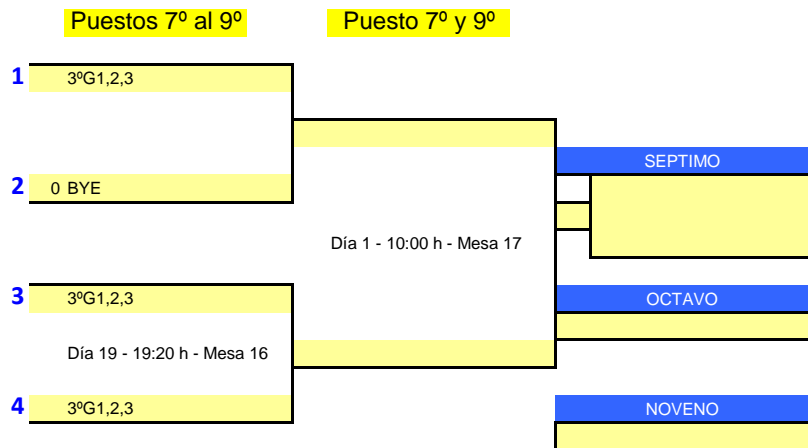 Puestos 7º al 9º Puesto 7º y 9º
1 3ºG1,2,3
SEPTIMO
2 0 BYE
Día 1 - 10:00 h - Mesa 17
3 3ºG1,2,3 OCTAVO
Día 19 - 19:20 h - Mesa 16
4 3ºG1,2,3 NOVENO